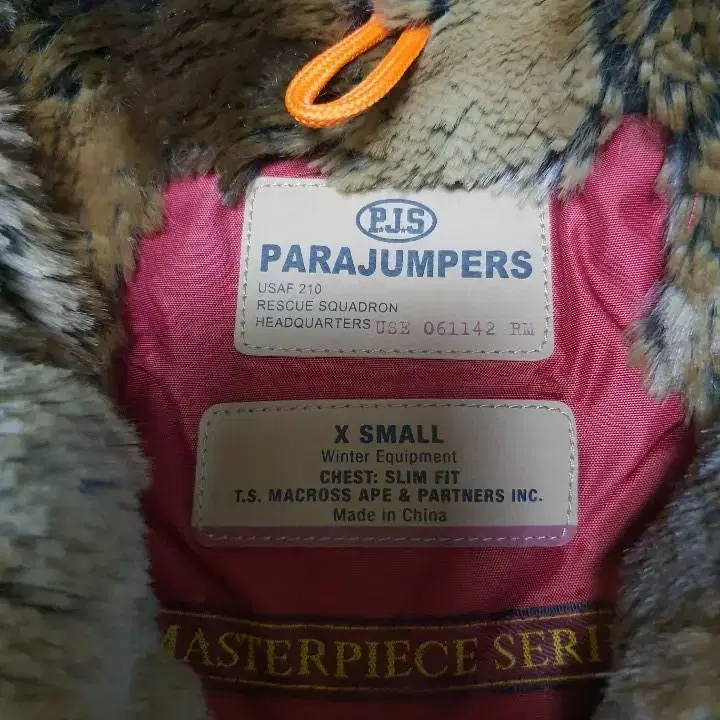 P.J.S
PARAJUMPERS
USAF 210
RESCUE SQUADRON
HEADQUARTERS USE 061142 RM
X SMALL
Winter Equipment
CHEST: SLIM FIT
T.S. MACROSS APE & PARTNERS INC.
Made in China
MASTERPIECE SERI